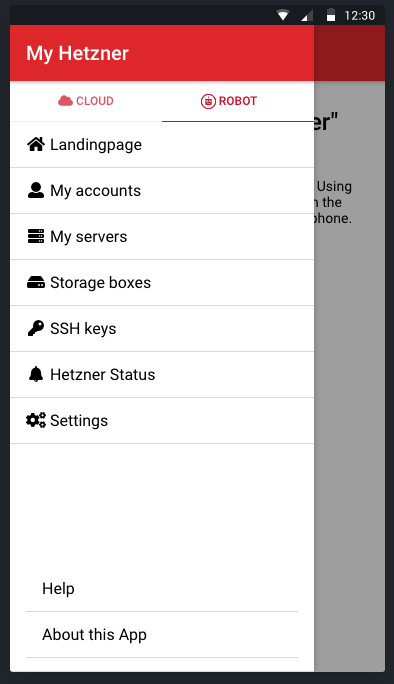 12:30
My Hetzner
CLOUD
ROBOT
er"
Landingpage
My accounts
Using
the
phone.
My servers
Storage boxes
SSH keys
Hetzner Status
Settings
Help
About this App